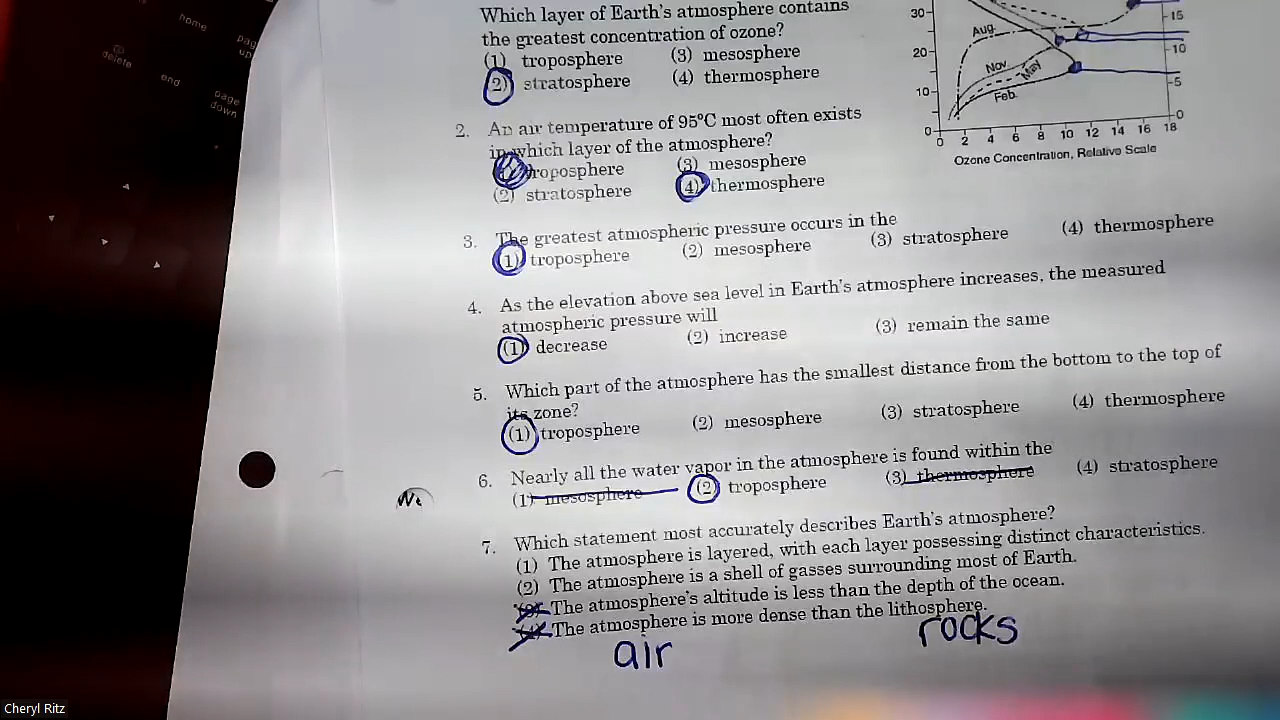 home
page
up
delete
end
page
down
Which layer of Earth's atmosphere contains
the greatest concentration of ozone?
(1) troposphere (3) mesosphere
(2) stratosphere (4) thermosphere
2. An air temperature of 95°C most often exists
in which layer of the atmosphere?
troposphere (3) mesosphere
(2) stratosphere (4) thermosphere
3. The greatest atmospheric pressure occurs in the
(1) troposphere (2) mesosphere (3) stratosphere (4) thermosphere
4. As the elevation above sea level in Earth's atmosphere increases, the measured
atmospheric pressure will
(1) decrease (2) increase (3) remain the same
5. Which part of the atmosphere has the smallest distance from the bottom to the top of
its zone?
(1) troposphere (2) mesosphere (3) stratosphere (4) thermosphere
6. Nearly all the water vapor in the atmosphere is found within the
(1) mesosphere (2) troposphere (3) thermosphere (4) stratosphere
7. Which statement most accurately describes Earth's atmosphere?
(1) The atmosphere is layered, with each layer possessing distinct characteristics.
(2) The atmosphere is a shell of gasses surrounding most of Earth.
The atmosphere's altitude is less than the depth of the ocean.
The atmosphere is more dense than the lithosphere.
air rocks
30
15
Aug.
20
10
Nov.
May
10
5
Feb.
0
0
0 2 4 6 8 10 12 14 16 18
Ozone Concentration, Relative Scale
Cheryl Ritz